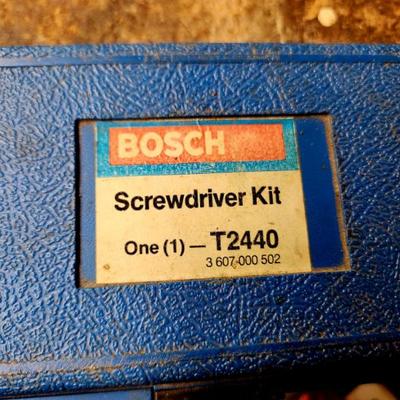 BOSCH
Screwdriver Kit
One (1) — T2440
3 607 000 502